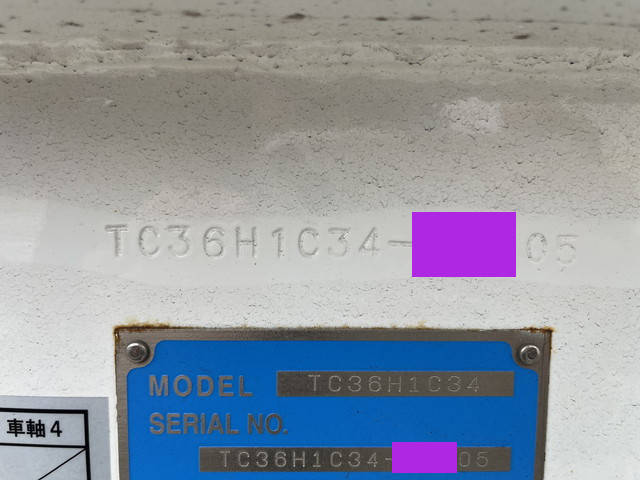 TC36H1C34- 05
MODEL TC36H1C34
SERIAL NO.
TC36H1C34- 05
車軸4